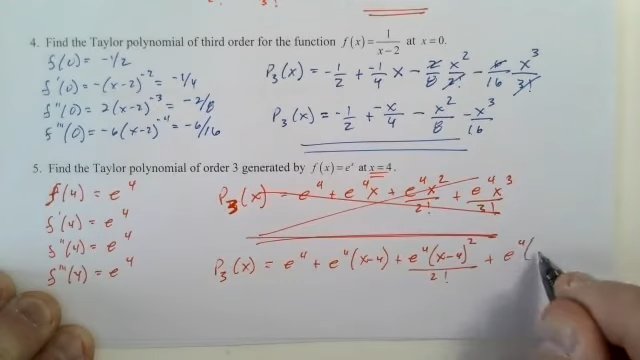 2! 3!
4. Find the Taylor polynomial of third order for the function f(x) = 1/(x-2) at x = 0.
f(0) = -1/2
f'(0) = -(x-2)^-2 = -1/4
f''(0) = 2(x-2)^-3 = -2/8
f'''(0) = -6(x-2)^-4 = -6/16
P3(x) = -1/2 + -1/4 x - 2/8 x^2/2! - 6/16 x^3/3!
P3(x) = -1/2 + -x/4 - x^2/8 - x^3/16
5. Find the Taylor polynomial of order 3 generated by f(x) = e^x at x = 4.
f(4) = e^4
f'(4) = e^4
f''(4) = e^4
f'''(4) = e^4
P3(x) = e^4 + e^4 x + e^4 x^2/2! + e^4 x^3/3!
P3(x) = e^4 + e^4(x-4) + e^4(x-4)^2/2! + e^4(